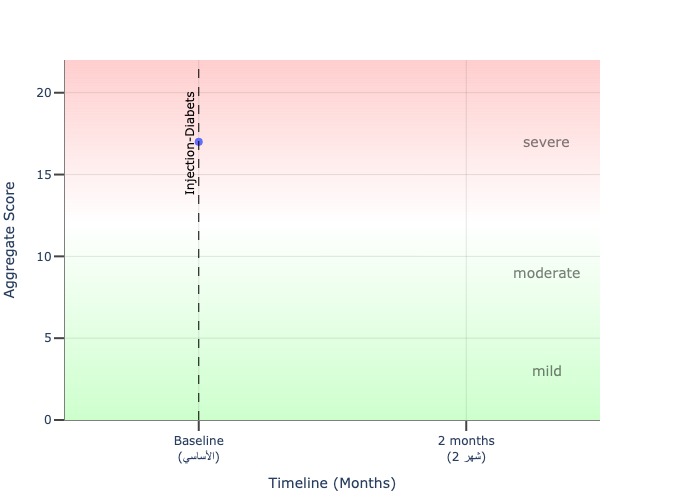 20
15
10
5
0
Aggregate Score
Injection-Diabets
severe
moderate
mild
Baseline
(الأساسي)
2 months
(2 شهر)
Timeline (Months)